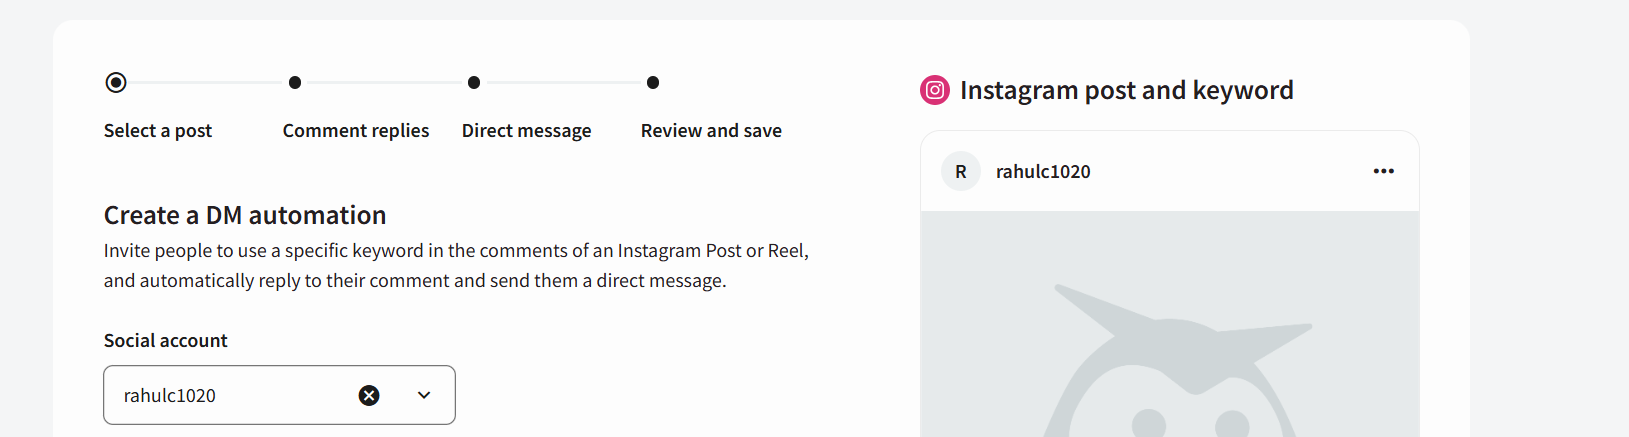 Select a post
Comment replies
Direct message
Review and save
Create a DM automation
Invite people to use a specific keyword in the comments of an Instagram Post or Reel,
and automatically reply to their comment and send them a direct message.
Social account
rahulc1020
Instagram post and keyword
R
rahulc1020